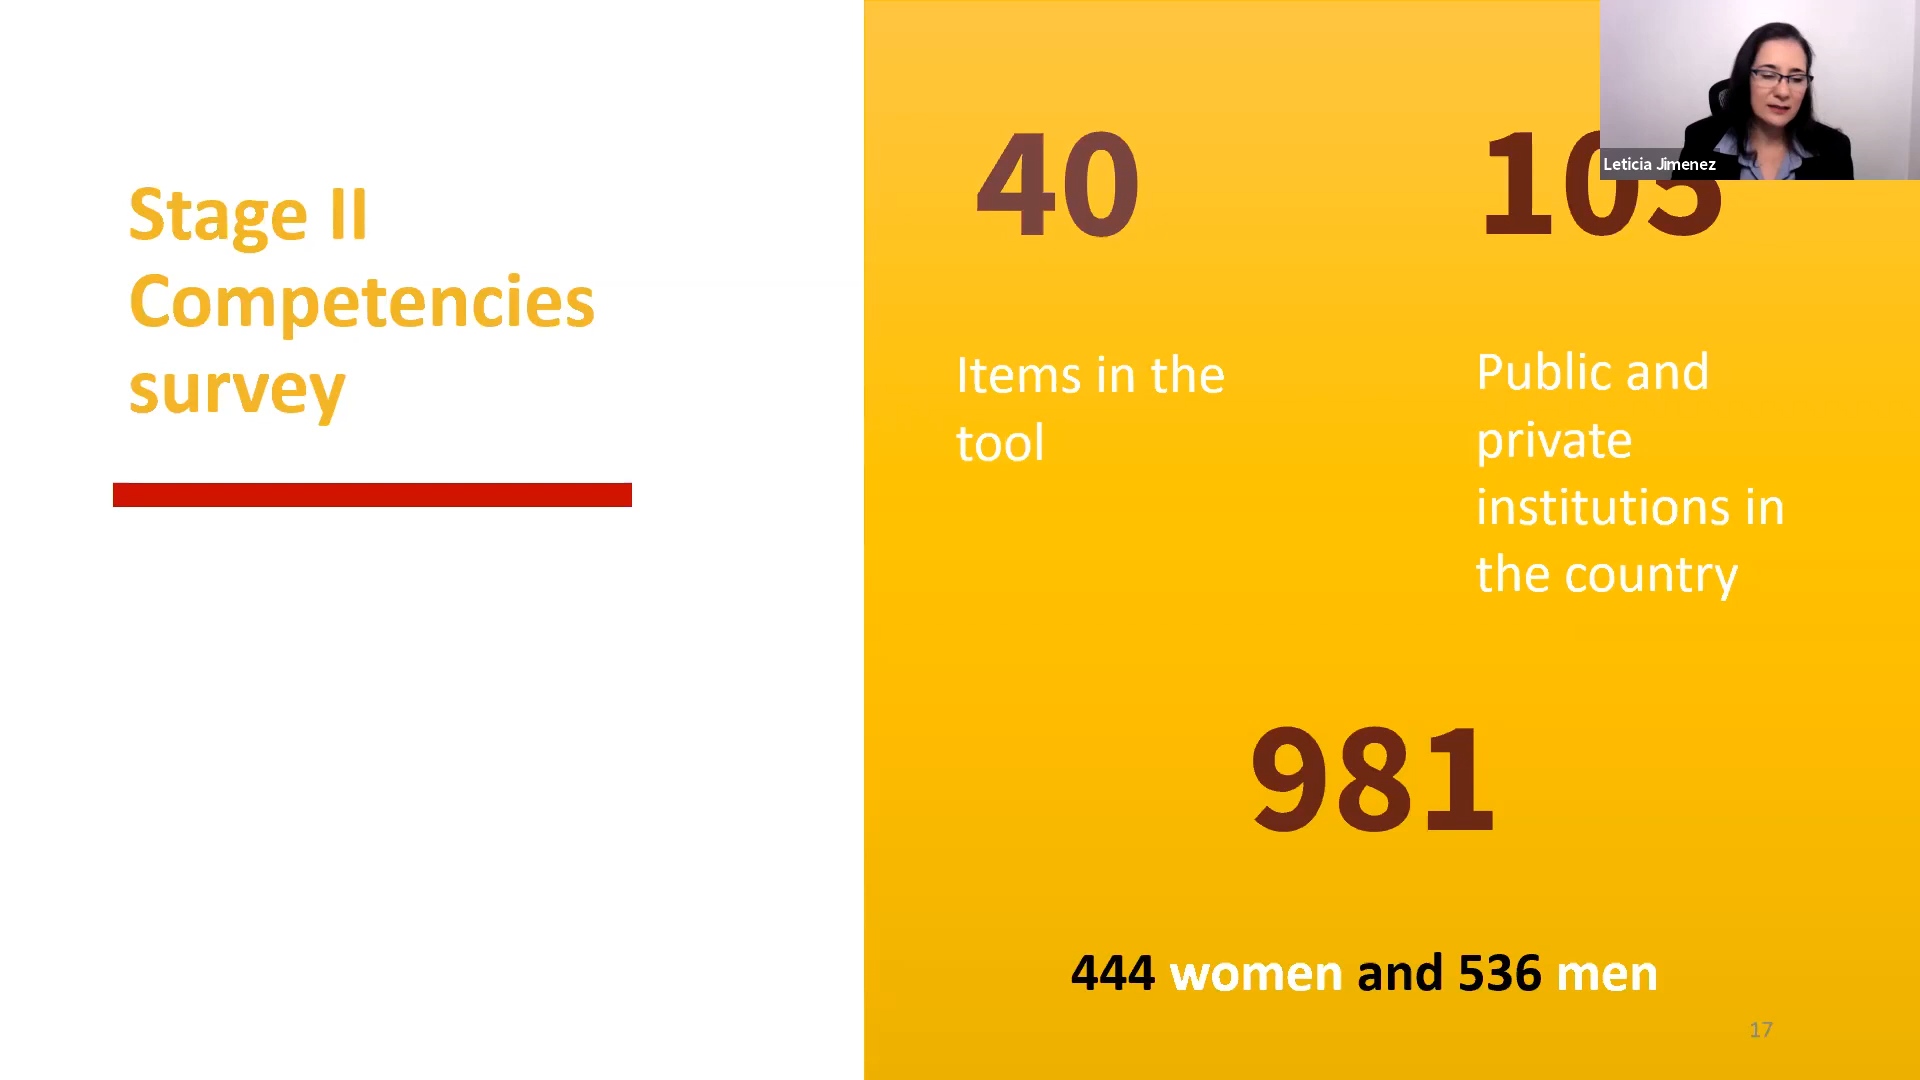 Stage II
Competencies
survey
40
Items in the
tool
105
Public and
private
institutions in
the country
981
444 women and 536 men
17
Leticia Jimenez